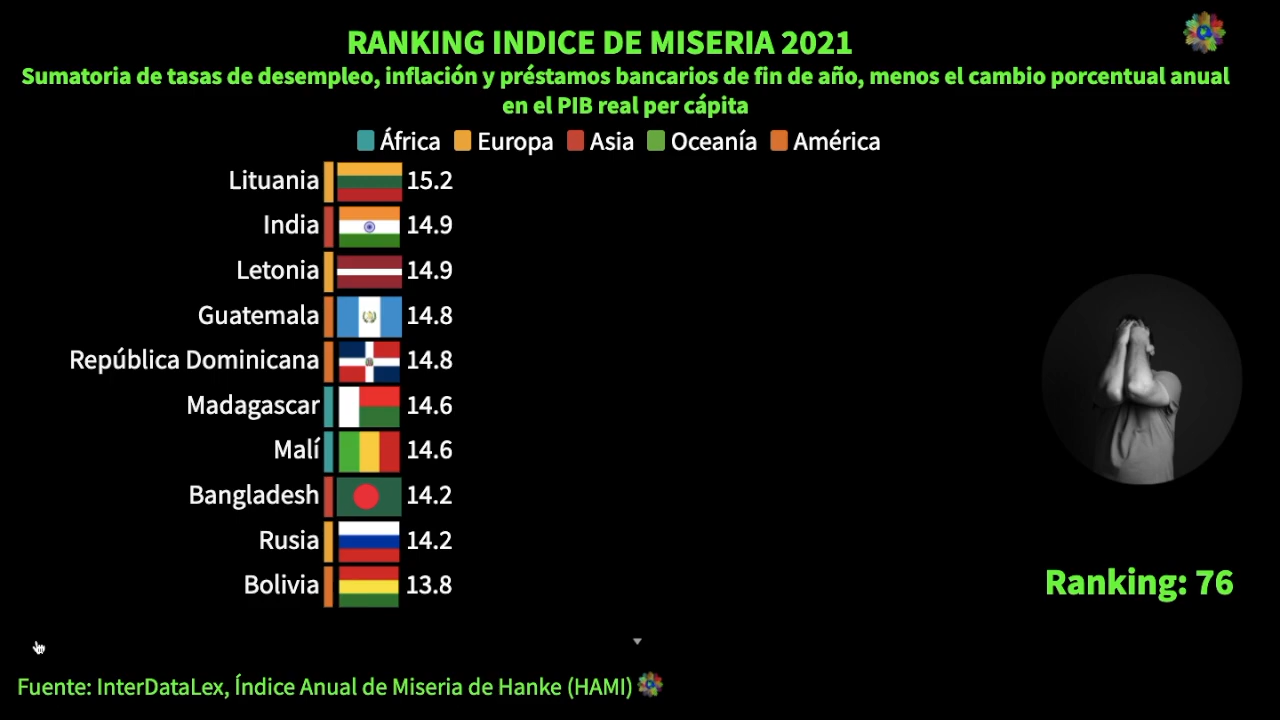 RANKING INDICE DE MISERIA 2021
Sumatoria de tasas de desempleo, inflación y préstamos bancarios de fin de año, menos el cambio porcentual anual
en el PIB real per cápita
África Europa Asia Oceanía América
Lituania 15.2
India 14.9
Letonia 14.9
Guatemala 14.8
República Dominicana 14.8
Madagascar 14.6
Malí 14.6
Bangladesh 14.2
Rusia 14.2
Bolivia 13.8
Ranking: 76
Fuente: InterDataLex, Índice Anual de Miseria de Hanke (HAMI)